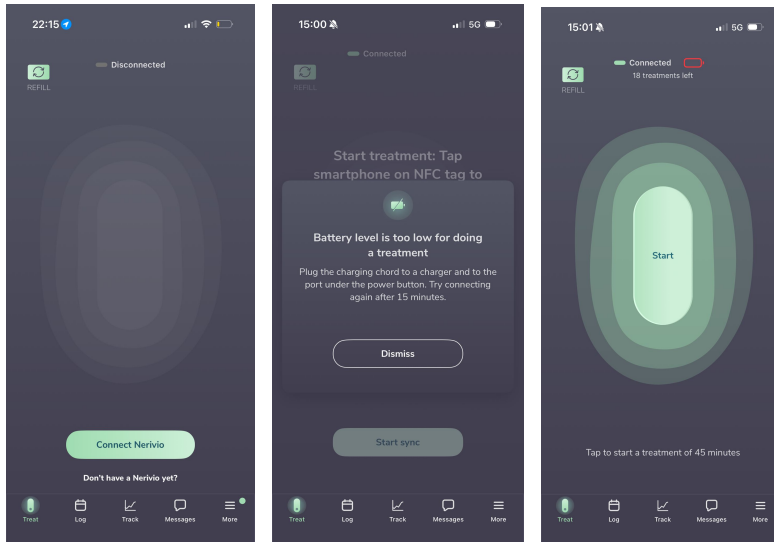 22:15
Disconnected
REFILL
Connect Nerivio
Don't have a Nerivio yet?
Treat
Log
Track
Messages
More
15:00
5G
Connected
REFILL
Start treatment: Tap
smartphone on NFC tag to
Battery level is too low for doing
a treatment
Plug the charging chord to a charger and to the
port under the power button. Try connecting
again after 15 minutes.
Dismiss
Start sync
Treat
Log
Track
Messages
More
15:01
5G
Connected
18 treatments left
REFILL
Start
Tap to start a treatment of 45 minutes
Treat
Log
Track
Messages
More